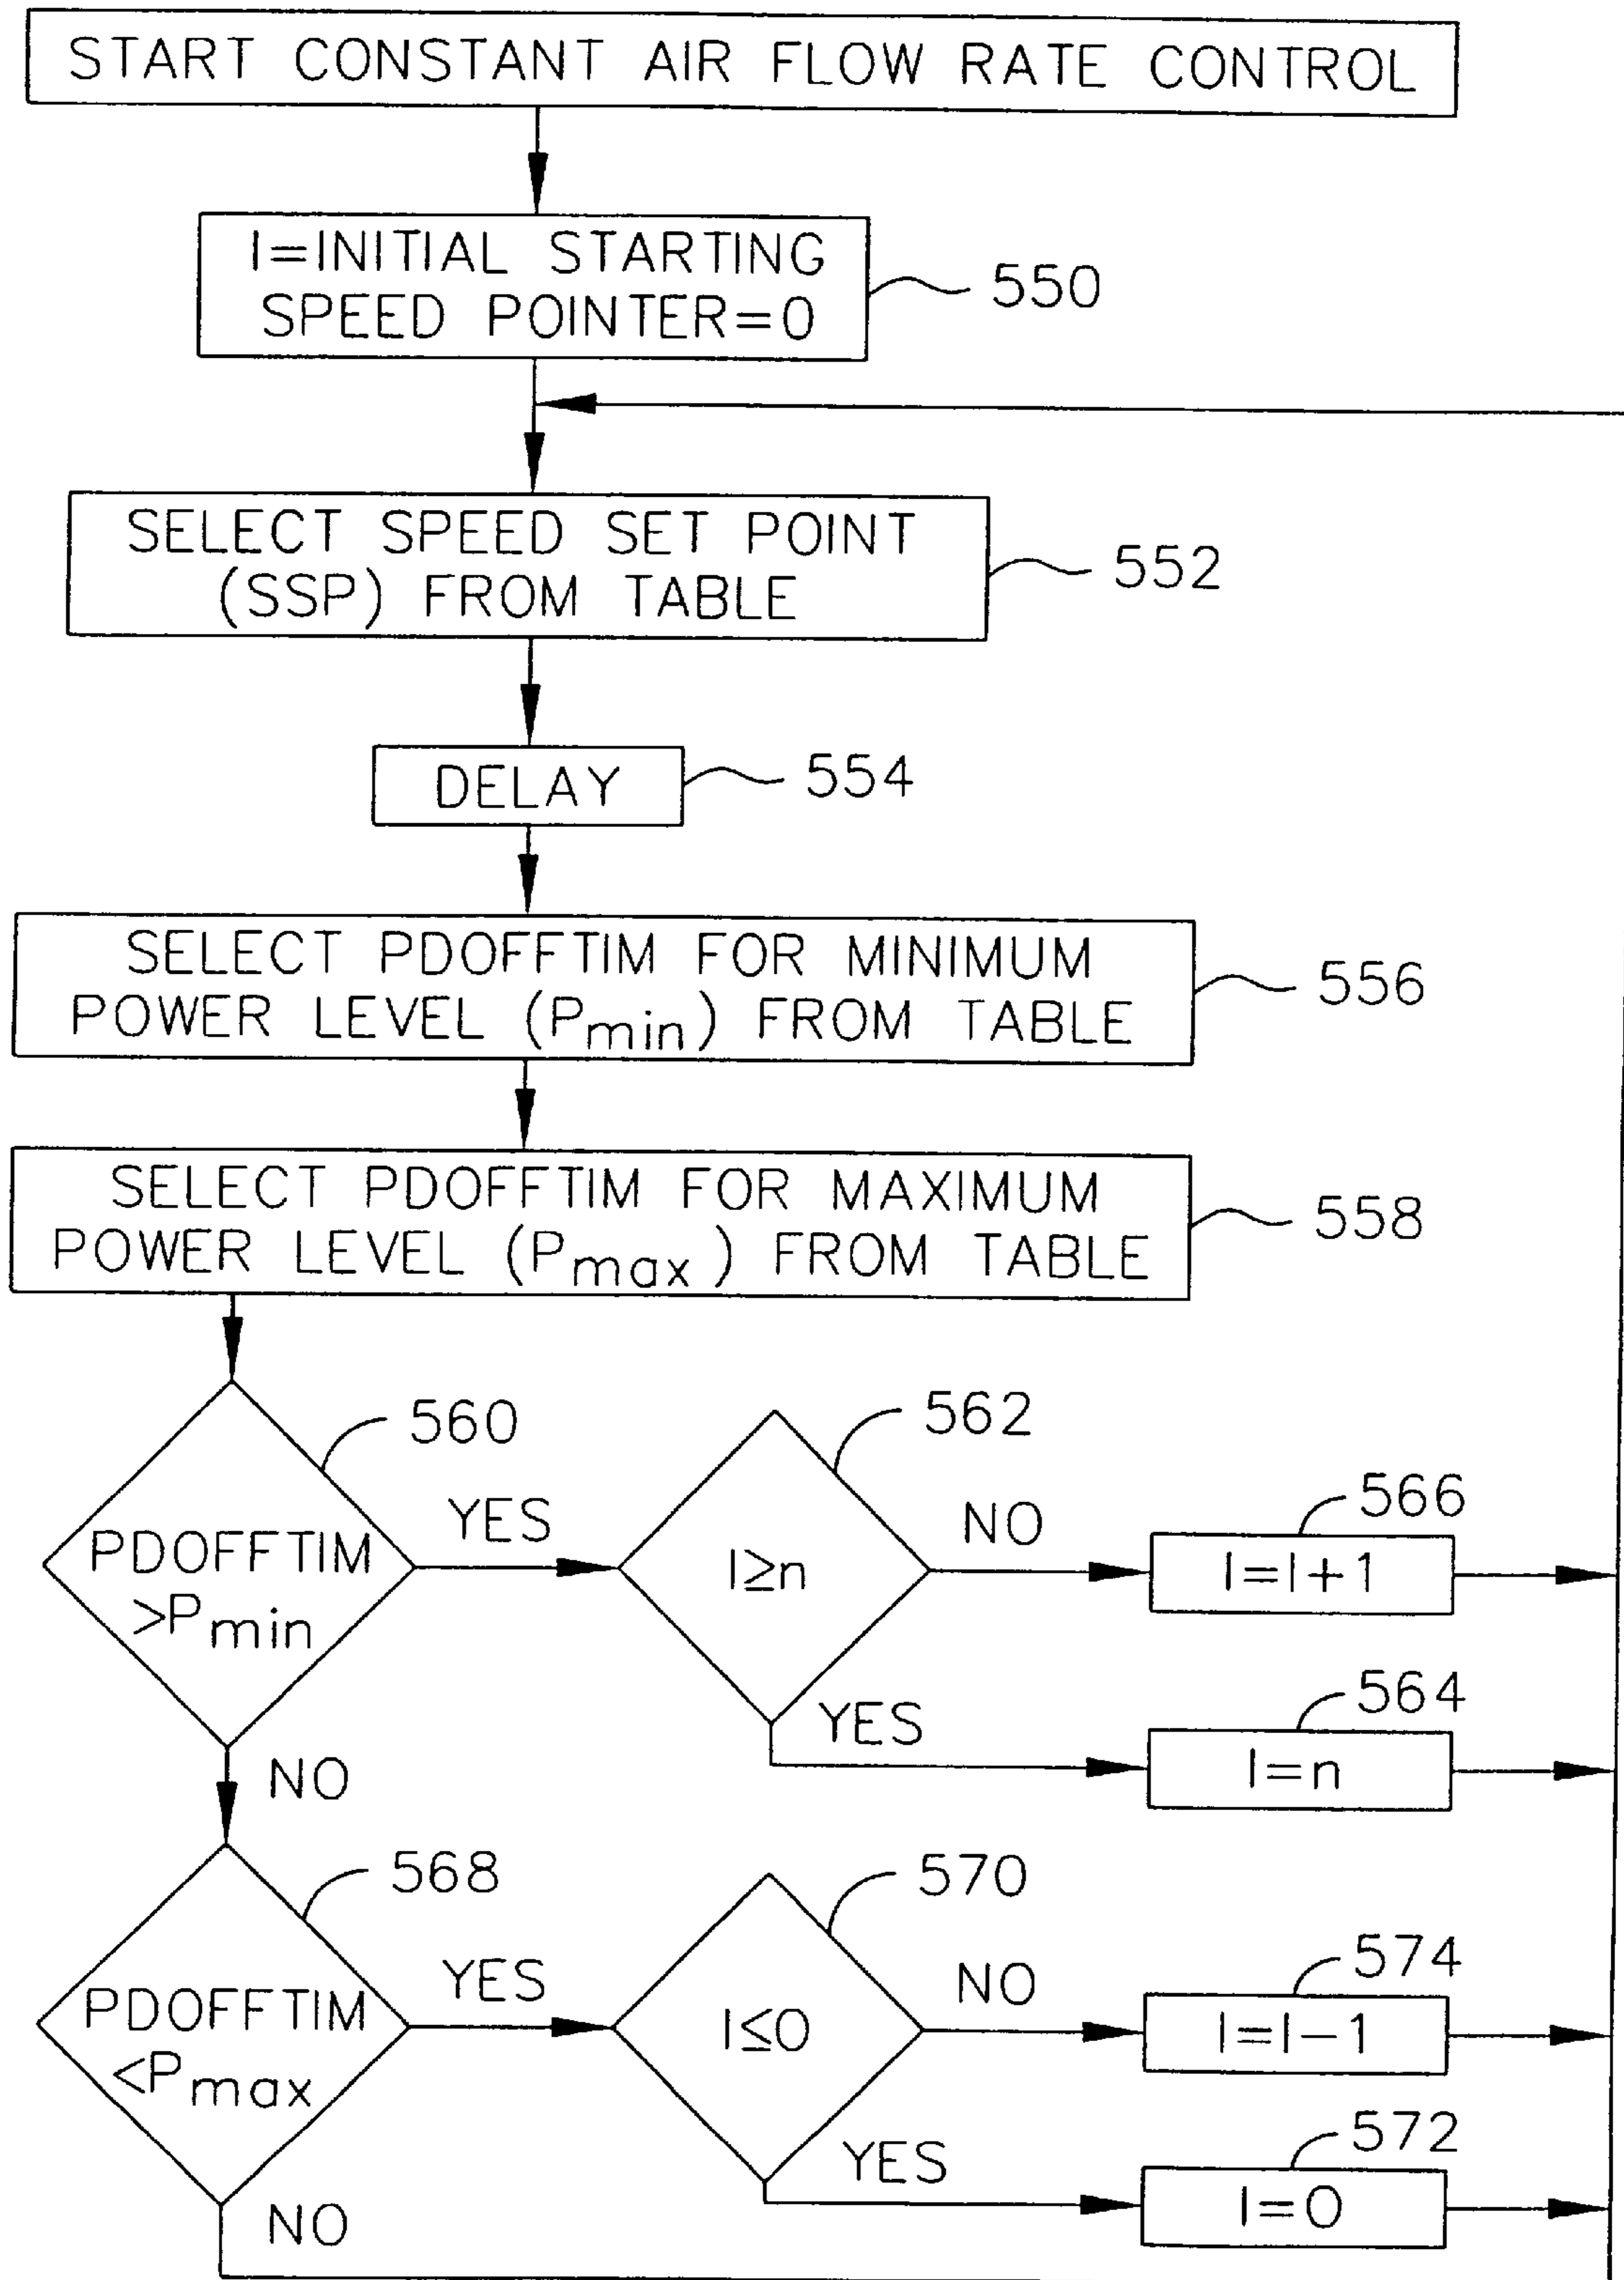 START CONSTANT AIR FLOW RATE CONTROL
I=INITIAL STARTING
SPEED POINTER=0
550
SELECT SPEED SET POINT
(SSP) FROM TABLE
552
DELAY
554
SELECT PDOFFTIM FOR MINIMUM
POWER LEVEL (Pmin) FROM TABLE
556
SELECT PDOFFTIM FOR MAXIMUM
POWER LEVEL (Pmax) FROM TABLE
558
560
PDOFFTIM
>Pmin
YES
562
I≥n
NO
566
I=I+1
YES
564
I=n
NO
568
PDOFFTIM
<Pmax
YES
570
I≤0
NO
574
I=I−1
YES
572
I=0
NO